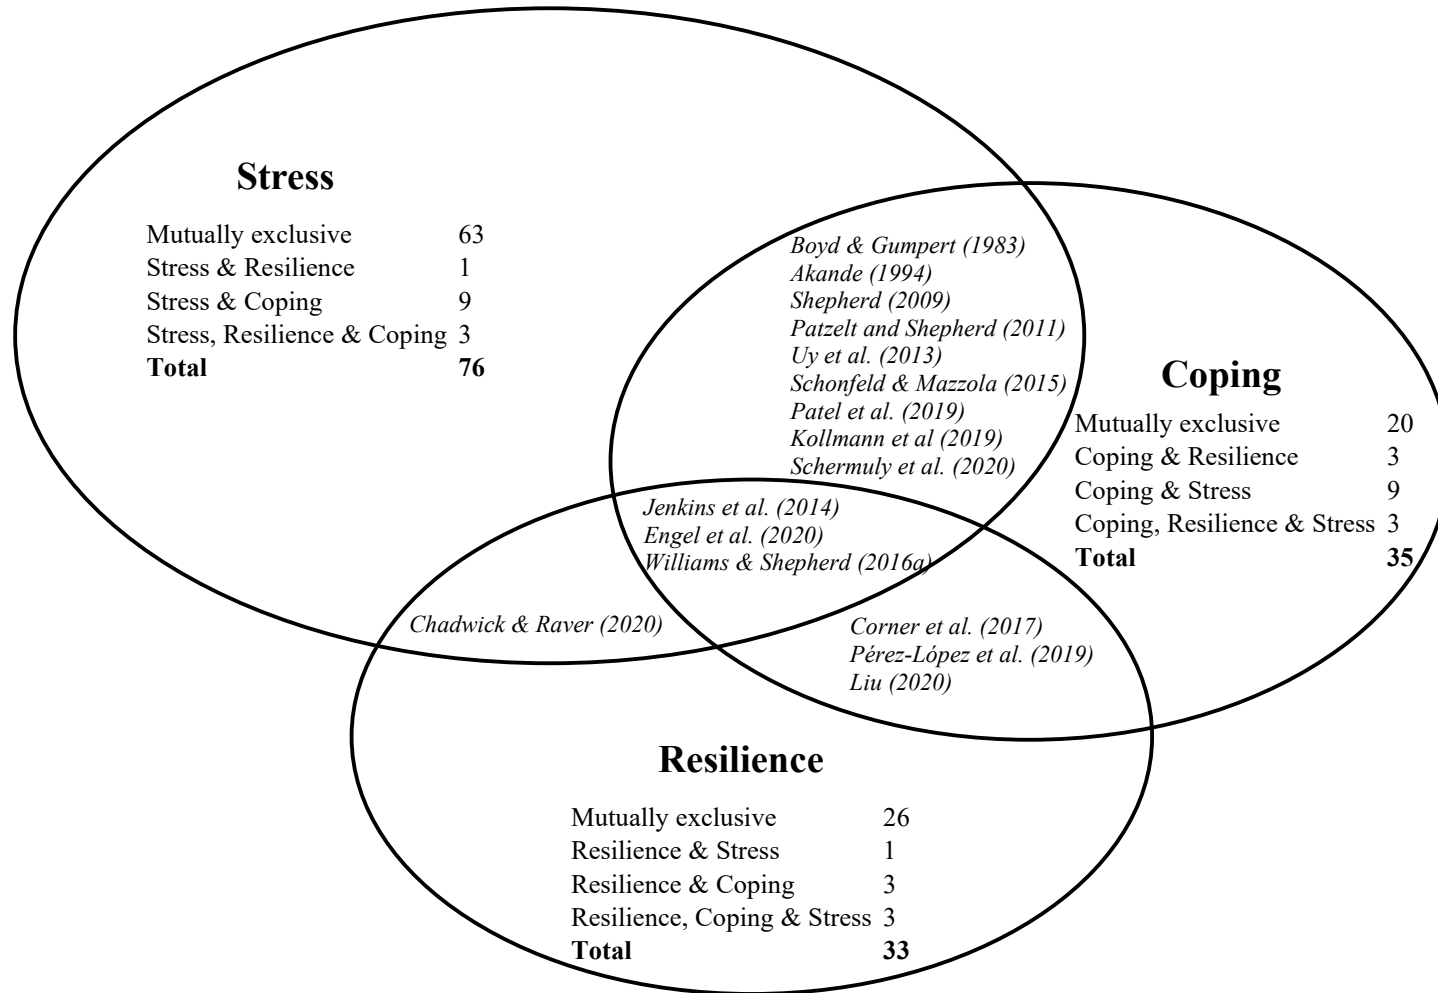 Stress
Mutually exclusive 63
Stress & Resilience 1
Stress & Coping 9
Stress, Resilience & Coping 3
Total 76
Boyd & Gumpert (1983)
Akande (1994)
Shepherd (2009)
Patzelt and Shepherd (2011)
Uy et al. (2013)
Schonfeld & Mazzola (2015)
Patel et al. (2019)
Kollmann et al (2019)
Schermuly et al. (2020)
Coping
Mutually exclusive 20
Coping & Resilience 3
Coping & Stress 9
Coping, Resilience & Stress 3
Total 35
Jenkins et al. (2014)
Engel et al. (2020)
Williams & Shepherd (2016a)
Chadwick & Raver (2020)
Corner et al. (2017)
Pérez-López et al. (2019)
Liu (2020)
Resilience
Mutually exclusive 26
Resilience & Stress 1
Resilience & Coping 3
Resilience, Coping & Stress 3
Total 33